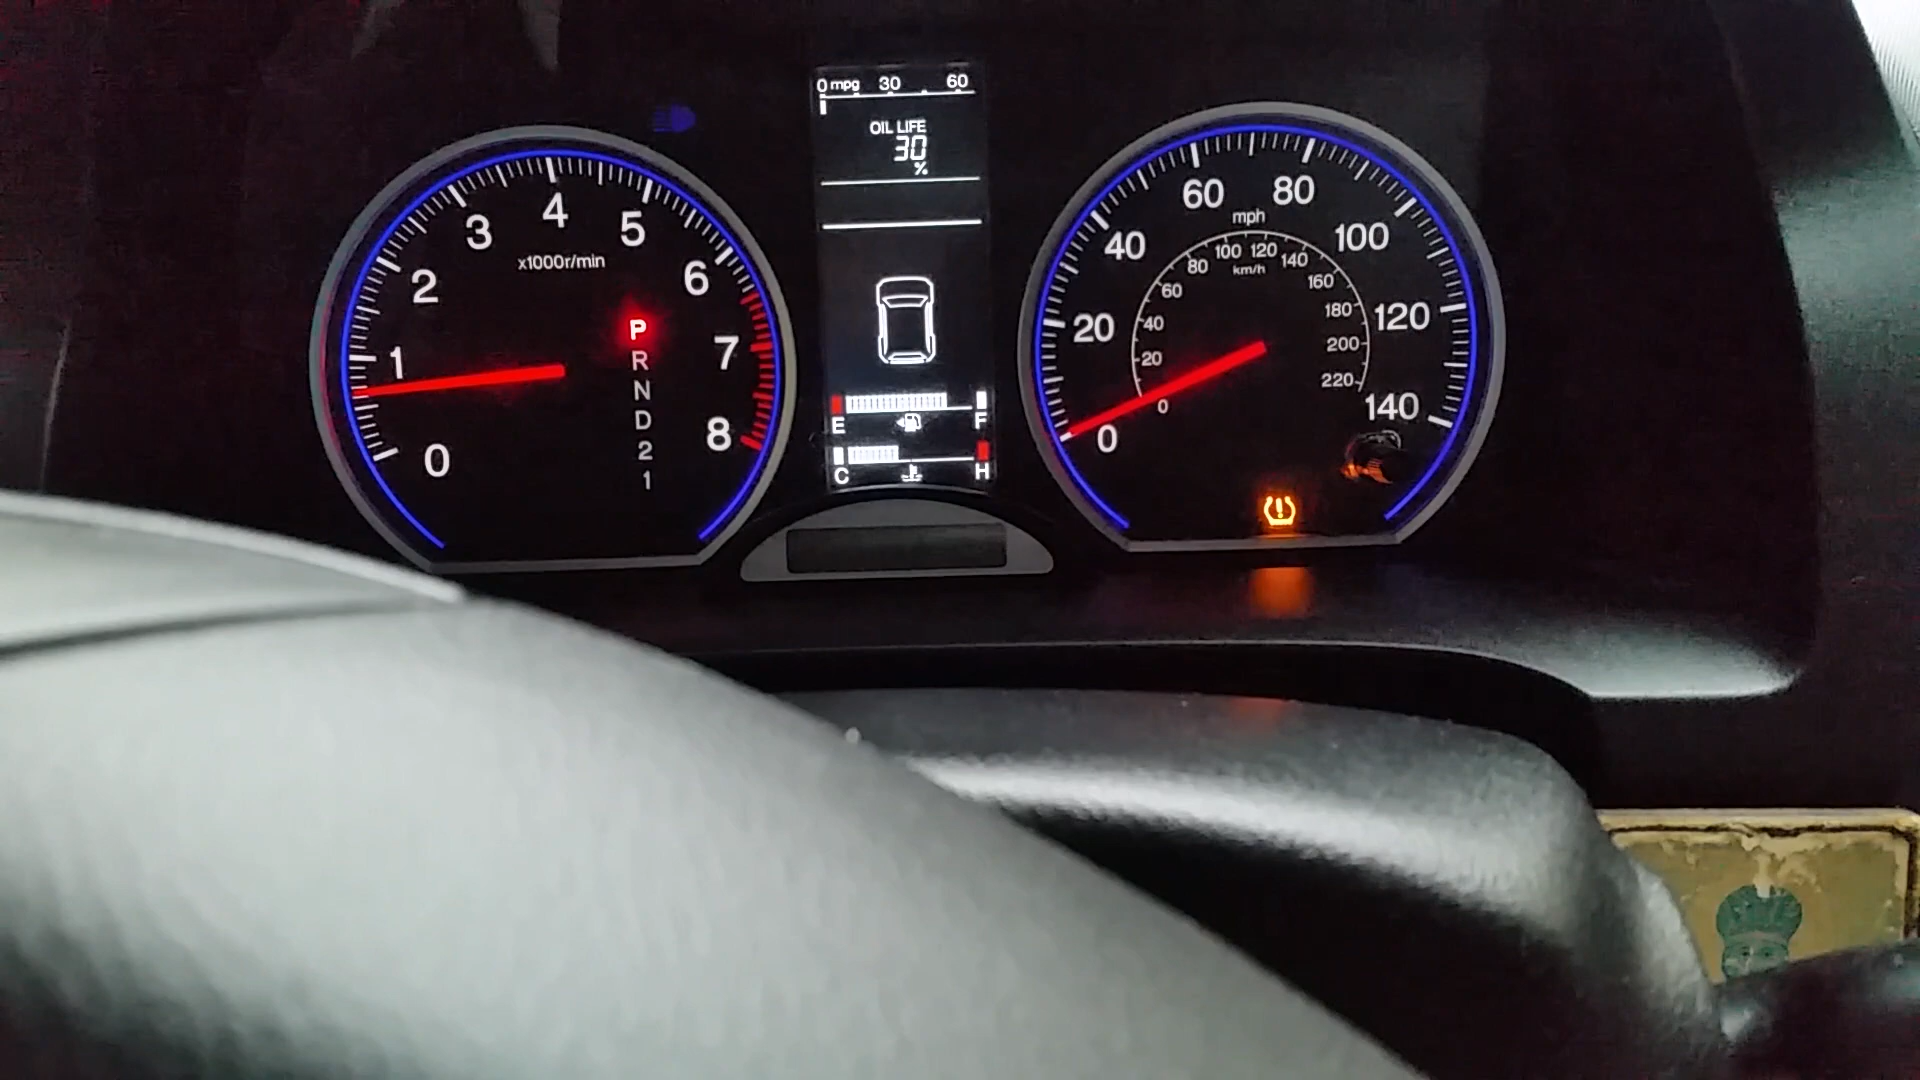 0 mpg 30 60
OIL LIFE
30
%
E F
C H
0 1 2 3 4 5 6 7 8
x1000r/min
P
R
N
D
2
1
0 20 40 60 80 100 120 140
mph
0 20 40 60 80 100 120 140 160 180 200 220
km/h